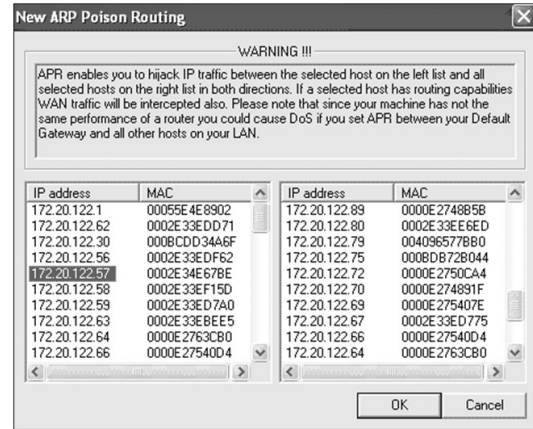 New ARP Poison Routing
WARNING !!!
APR enables you to hijack IP traffic between the selected host on the left list and all
selected hosts on the right list in both directions. If a selected host has routing capabilities
WAN traffic will be intercepted also. Please note that since your machine has not the
same performance of a router you could cause DoS if you set APR between your Default
Gateway and all other hosts on your LAN.
IP address MAC
172.20.122.1 00055E4E8902
172.20.122.62 0002E33EDD71
172.20.122.30 000BCDD34A6F
172.20.122.56 0002E33EDF62
172.20.122.57 0002E34E67BE
172.20.122.58 0002E33EF15D
172.20.122.59 0002E33ED7A0
172.20.122.63 0002E33EBEE5
172.20.122.64 0000E2763CB0
172.20.122.66 0000E27540D4
IP address MAC
172.20.122.89 0000E2748B5B
172.20.122.80 0002E33EE6ED
172.20.122.79 004096577BB0
172.20.122.75 000BDB72B044
172.20.122.72 0000E2750CA4
172.20.122.70 0000E274891F
172.20.122.69 0000E275407E
172.20.122.67 0002E33ED775
172.20.122.66 0000E27540D4
172.20.122.64 0000E2763CB0
OK Cancel